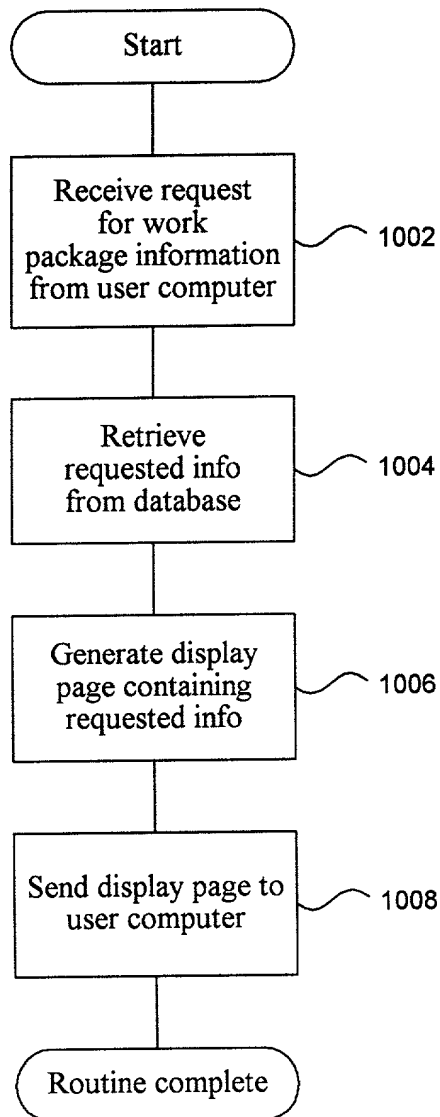 Start
Receive request
for work
package information
from user computer
1002
Retrieve
requested info
from database
1004
Generate display
page containing
requested info
1006
Send display page to
user computer
1008
Routine complete